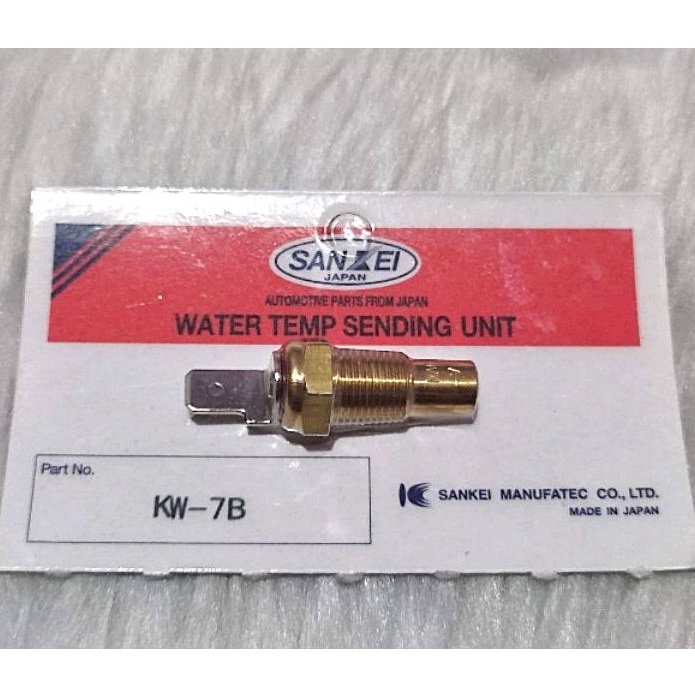 SANKEI
JAPAN
AUTOMOTIVE PARTS FROM JAPAN
WATER TEMP SENDING UNIT
Part No.
KW-7B
SANKEI MANUFATEC CO., LTD.
MADE IN JAPAN